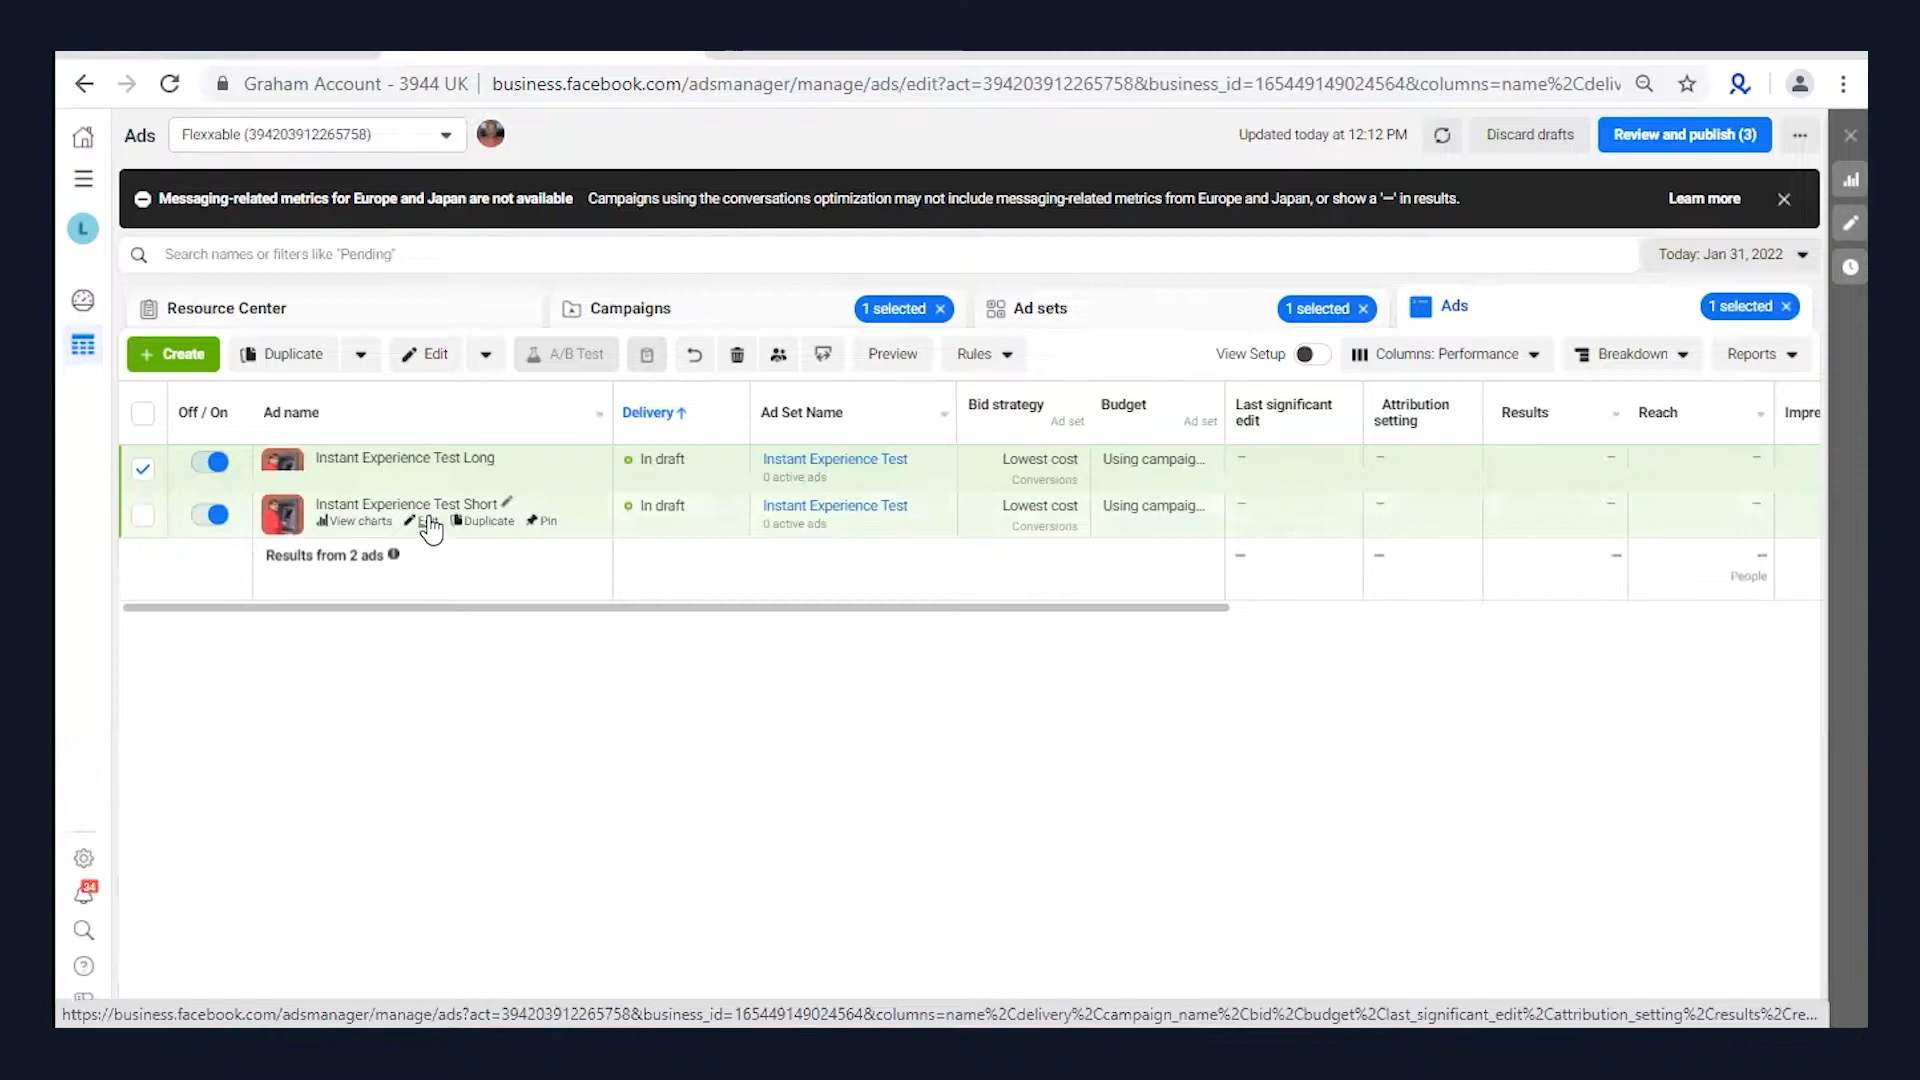 Graham Account - 3944 UK
business.facebook.com/adsmanager/manage/ads/edit?act=394203912265758&business_id=165449149024564&columns=name%2Cdeliv
Ads
Flexxable (394203912265758)
Updated today at 12:12 PM
Discard drafts
Review and publish (3)
Messaging-related metrics for Europe and Japan are not available
Campaigns using the conversations optimization may not include messaging-related metrics from Europe and Japan, or show a '—' in results.
Learn more
L
Search names or filters like "Pending"
Today: Jan 31, 2022
Resource Center
Campaigns
1 selected
Ad sets
1 selected
Ads
1 selected
+ Create
Duplicate
Edit
A/B Test
Preview
Rules
View Setup
Columns: Performance
Breakdown
Reports
Off / On
Ad name
Delivery ↑
Ad Set Name
Bid strategy
Ad set
Budget
Ad set
Last significant edit
Attribution setting
Results
Reach
Impre
Instant Experience Test Long
In draft
Instant Experience Test
0 active ads
Lowest cost
Conversions
Using campaig...
—
—
—
—
Instant Experience Test Short
View charts
Duplicate
Pin
In draft
Instant Experience Test
0 active ads
Lowest cost
Conversions
Using campaig...
—
—
—
—
Results from 2 ads
—
—
—
—
People
34
https://business.facebook.com/adsmanager/manage/ads?act=394203912265758&business_id=165449149024564&columns=name%2Cdelivery%2Ccampaign_name%2Cbid%2Cbudget%2Clast_significant_edit%2Cattribution_setting%2Cresults%2Cre...